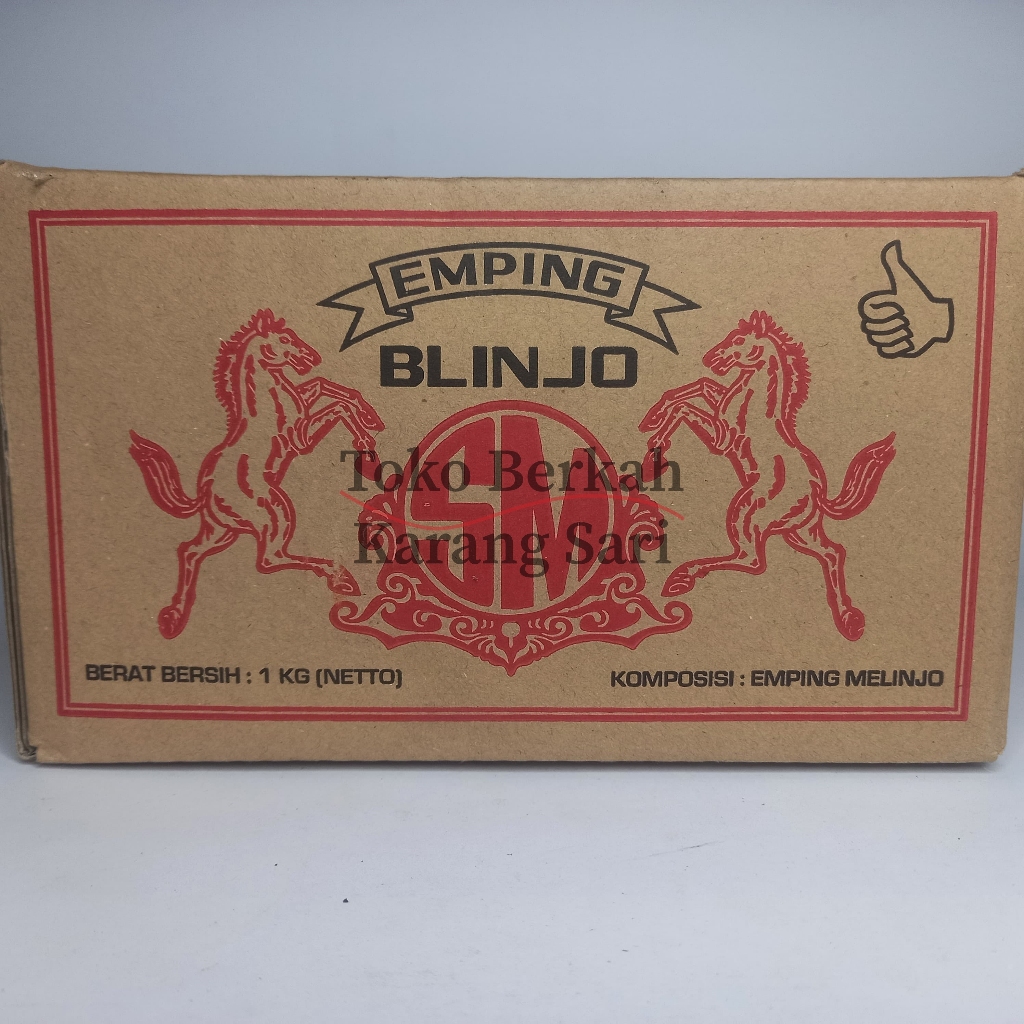 EMPING
BLINJO
SM
Toko Berkah
Karang Sari
BERAT BERSIH : 1 KG (NETTO)
KOMPOSISI : EMPING MELINJO